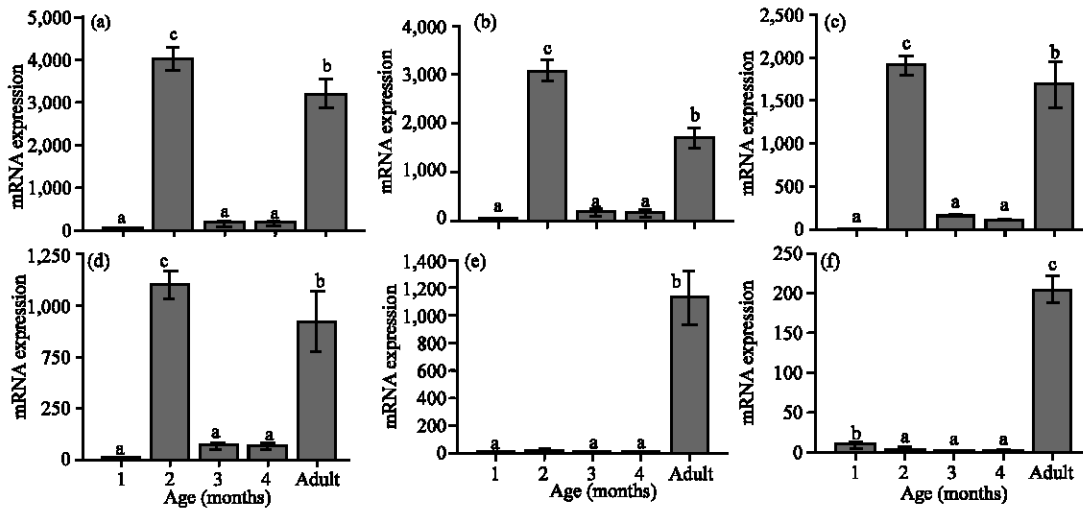 (a)
5,000
4,000
3,000
2,000
1,000
0
mRNA expression
a
c
a
a
b
(b)
4,000
3,000
2,000
1,000
0
mRNA expression
a
c
a
a
b
(c)
2,500
2,000
1,500
1,000
500
0
mRNA expression
a
c
a
a
b
(d)
1,250
750
250
0
mRNA expression
a
c
a
a
b
1 2 3 4 Adult
Age (months)
(e)
1,400
1,200
1,000
800
600
400
200
0
mRNA expression
a
a
a
b
1 2 3 4 Adult
Age (months)
(f)
250
200
150
100
50
0
mRNA expression
b
a
a
a
c
1 2 3 4 Adult
Age (months)